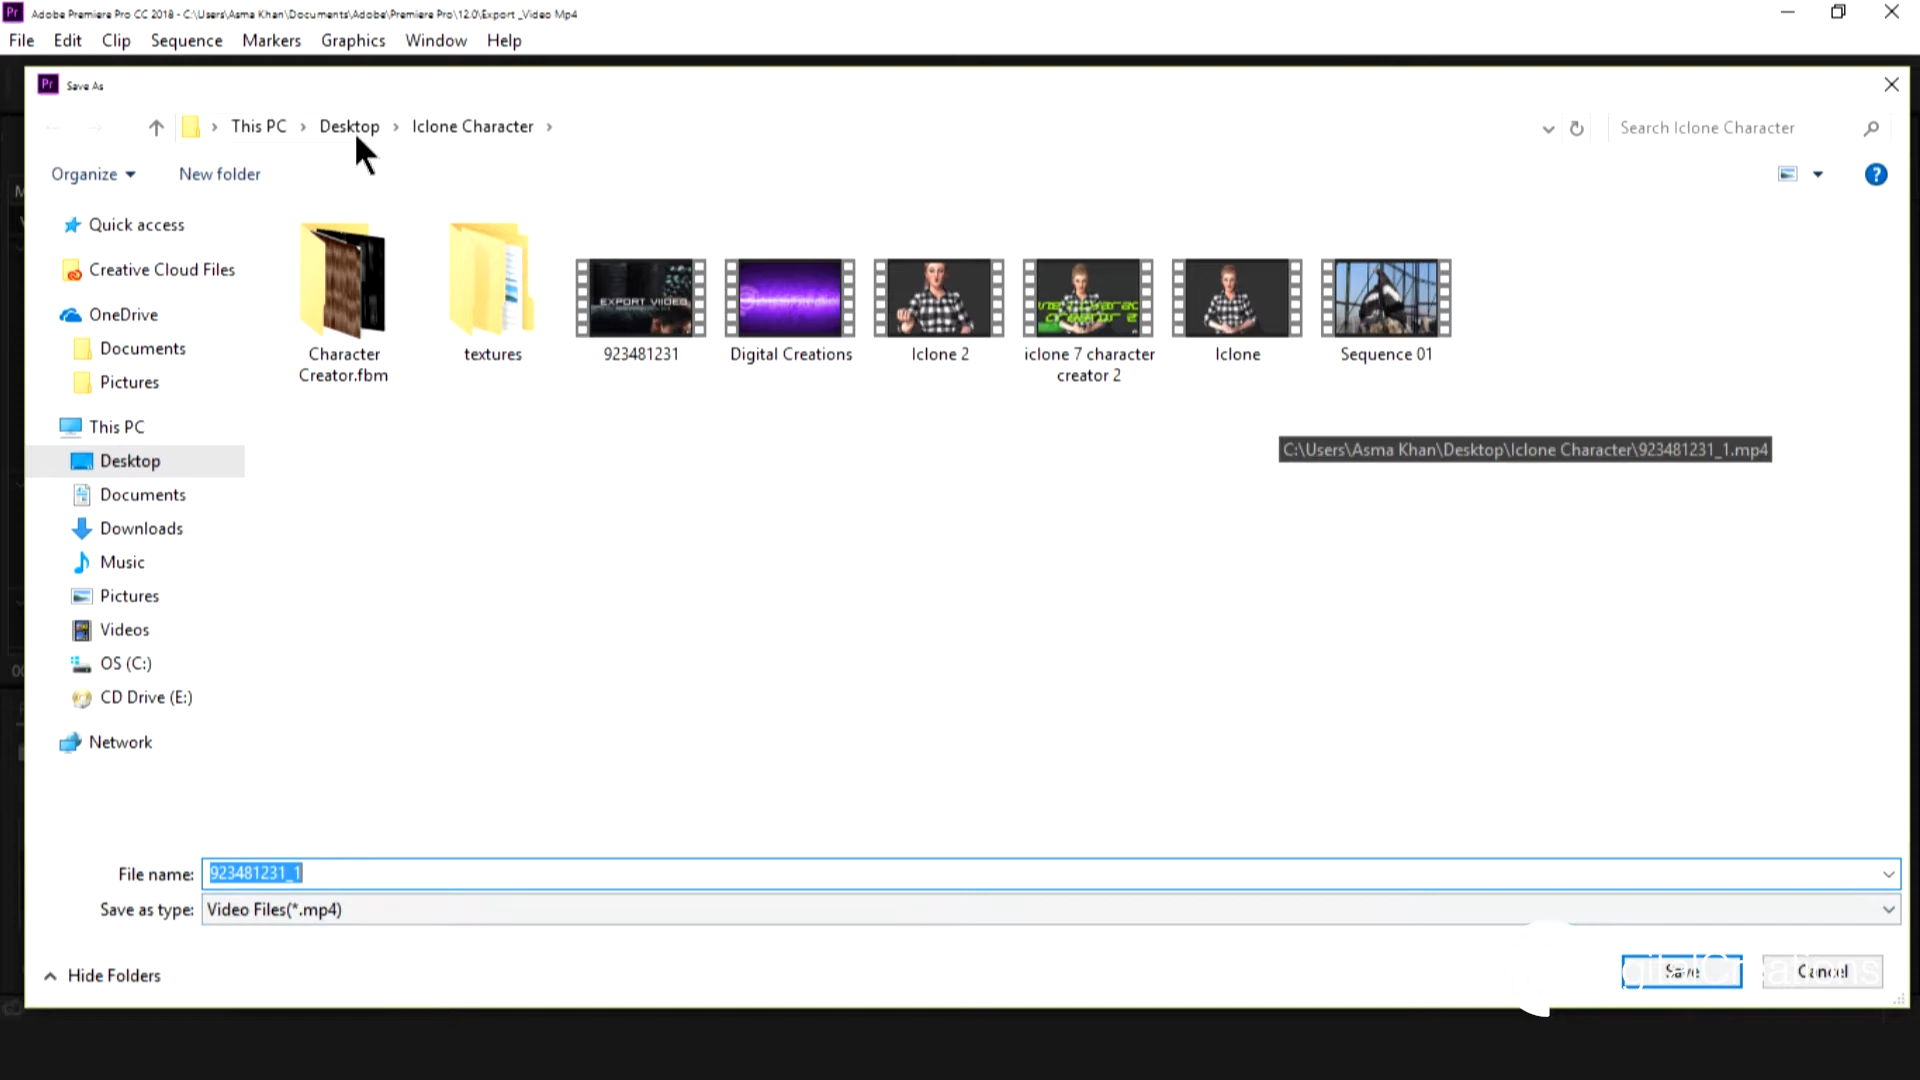 Pr Adobe Premiere Pro CC 2018 - C:\Users\Asma Khan\Documents\Adobe\Premiere Pro\12.0\Export _Video Mp4
File Edit Clip Sequence Markers Graphics Window Help
Pr Save As
This PC Desktop Iclone Character
Search Iclone Character
Organize New folder
Quick access
Creative Cloud Files
OneDrive
Documents
Pictures
This PC
Desktop
Documents
Downloads
Music
Pictures
Videos
OS (C:)
CD Drive (E:)
Network
EXPORT VIIDEO
Character
Creator.fbm
textures
923481231
Digital Creations
Iclone 2
iclone 7 character
creator 2
Iclone
Sequence 01
C:\Users\Asma Khan\Desktop\Iclone Character\923481231_1.mp4
File name: 923481231_1
Save as type: Video Files(*.mp4)
Hide Folders
Save Cancel